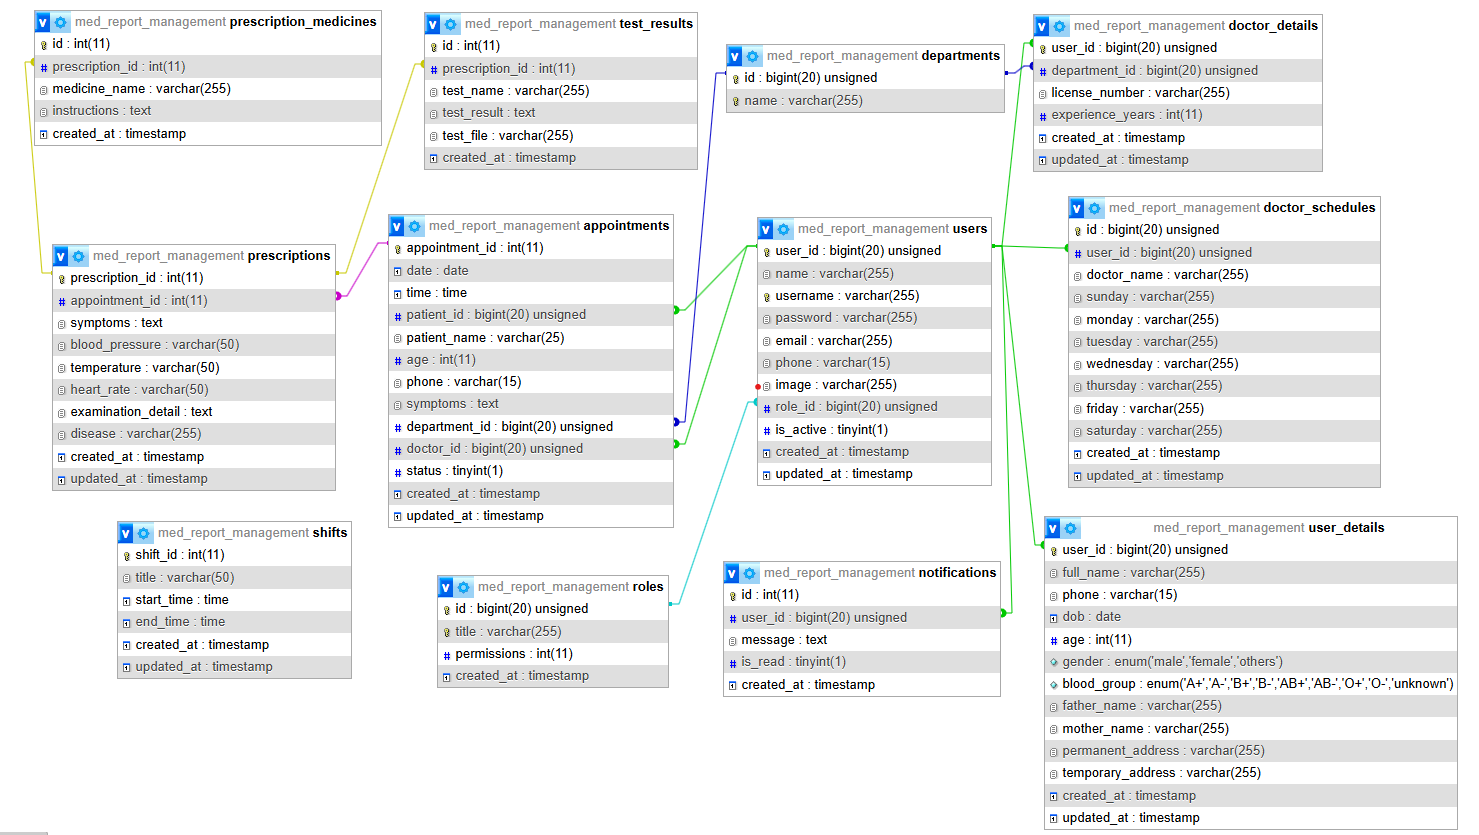 med_report_management prescription_medicines
id : int(11)
prescription_id : int(11)
medicine_name : varchar(255)
instructions : text
created_at : timestamp
med_report_management test_results
id : int(11)
prescription_id : int(11)
test_name : varchar(255)
test_result : text
test_file : varchar(255)
created_at : timestamp
med_report_management departments
id : bigint(20) unsigned
name : varchar(255)
med_report_management doctor_details
user_id : bigint(20) unsigned
department_id : bigint(20) unsigned
license_number : varchar(255)
experience_years : int(11)
created_at : timestamp
updated_at : timestamp
med_report_management prescriptions
prescription_id : int(11)
appointment_id : int(11)
symptoms : text
blood_pressure : varchar(50)
temperature : varchar(50)
heart_rate : varchar(50)
examination_detail : text
disease : varchar(255)
created_at : timestamp
updated_at : timestamp
med_report_management appointments
appointment_id : int(11)
date : date
time : time
patient_id : bigint(20) unsigned
patient_name : varchar(25)
age : int(11)
phone : varchar(15)
symptoms : text
department_id : bigint(20) unsigned
doctor_id : bigint(20) unsigned
status : tinyint(1)
created_at : timestamp
updated_at : timestamp
med_report_management users
user_id : bigint(20) unsigned
name : varchar(255)
username : varchar(255)
password : varchar(255)
email : varchar(255)
phone : varchar(15)
image : varchar(255)
role_id : bigint(20) unsigned
is_active : tinyint(1)
created_at : timestamp
updated_at : timestamp
med_report_management doctor_schedules
id : bigint(20) unsigned
user_id : bigint(20) unsigned
doctor_name : varchar(255)
sunday : varchar(255)
monday : varchar(255)
tuesday : varchar(255)
wednesday : varchar(255)
thursday : varchar(255)
friday : varchar(255)
saturday : varchar(255)
created_at : timestamp
updated_at : timestamp
med_report_management shifts
shift_id : int(11)
title : varchar(50)
start_time : time
end_time : time
created_at : timestamp
updated_at : timestamp
med_report_management roles
id : bigint(20) unsigned
title : varchar(255)
permissions : int(11)
created_at : timestamp
med_report_management notifications
id : int(11)
user_id : bigint(20) unsigned
message : text
is_read : tinyint(1)
created_at : timestamp
med_report_management user_details
user_id : bigint(20) unsigned
full_name : varchar(255)
phone : varchar(15)
dob : date
age : int(11)
gender : enum('male','female','others')
blood_group : enum('A+','A-','B+','B-','AB+','AB-','O+','O-','unknown')
father_name : varchar(255)
mother_name : varchar(255)
permanent_address : varchar(255)
temporary_address : varchar(255)
created_at : timestamp
updated_at : timestamp